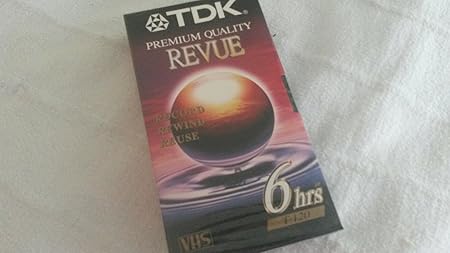 TDK
PREMIUM QUALITY
REVUE
RECORD
REWIND
REUSE
6 hrs
T-120
VHS